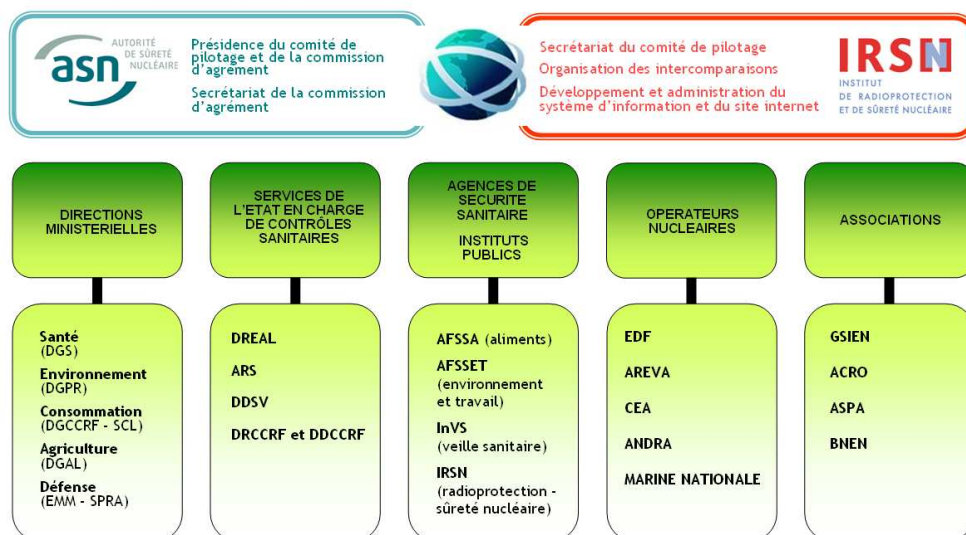 asn
AUTORITÉ
DE SÛRETÉ
NUCLÉAIRE
Présidence du comité de
pilotage et de la commission
d'agrément
Secrétariat de la commission
d'agrément
Secrétariat du comité de pilotage
Organisation des intercomparaisons
Développement et administration du
système d'information et du site internet
IRSN
INSTITUT
DE RADIOPROTECTION
ET DE SÛRETÉ NUCLÉAIRE
DIRECTIONS
MINISTERIELLES
SERVICES DE
L'ETAT EN CHARGE
DE CONTRÔLES
SANITAIRES
AGENCES DE
SECURITE
SANITAIRE
INSTITUTS
PUBLICS
OPERATEURS
NUCLEAIRES
ASSOCIATIONS
Santé
(DGS)
Environnement
(DGPR)
Consommation
(DGCCRF - SCL)
Agriculture
(DGAL)
Défense
(EMM - SPRA)
DREAL
ARS
DDSV
DRCCRF et DDCCRF
AFSSA (aliments)
AFSSET
(environnement
et travail)
InVS
(veille sanitaire)
IRSN
(radioprotection -
sûreté nucléaire)
EDF
AREVA
CEA
ANDRA
MARINE NATIONALE
GSIEN
ACRO
ASPA
BNEN